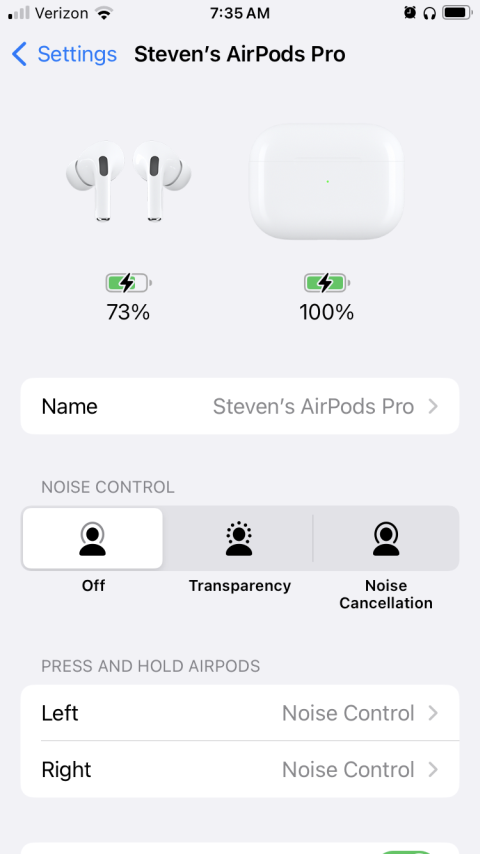 Verizon 7:35 AM
Settings Steven’s AirPods Pro
73% 100%
Name Steven’s AirPods Pro
NOISE CONTROL
Off Transparency Noise
Cancellation
PRESS AND HOLD AIRPODS
Left Noise Control
Right Noise Control